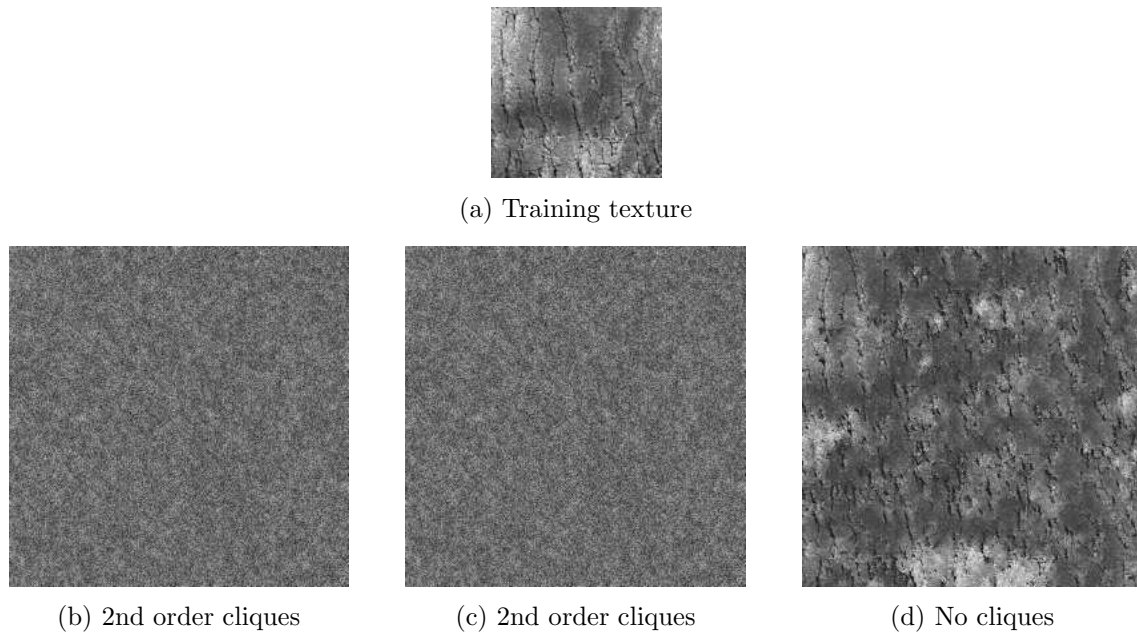 (a) Training texture
(b) 2nd order cliques
(c) 2nd order cliques
(d) No cliques